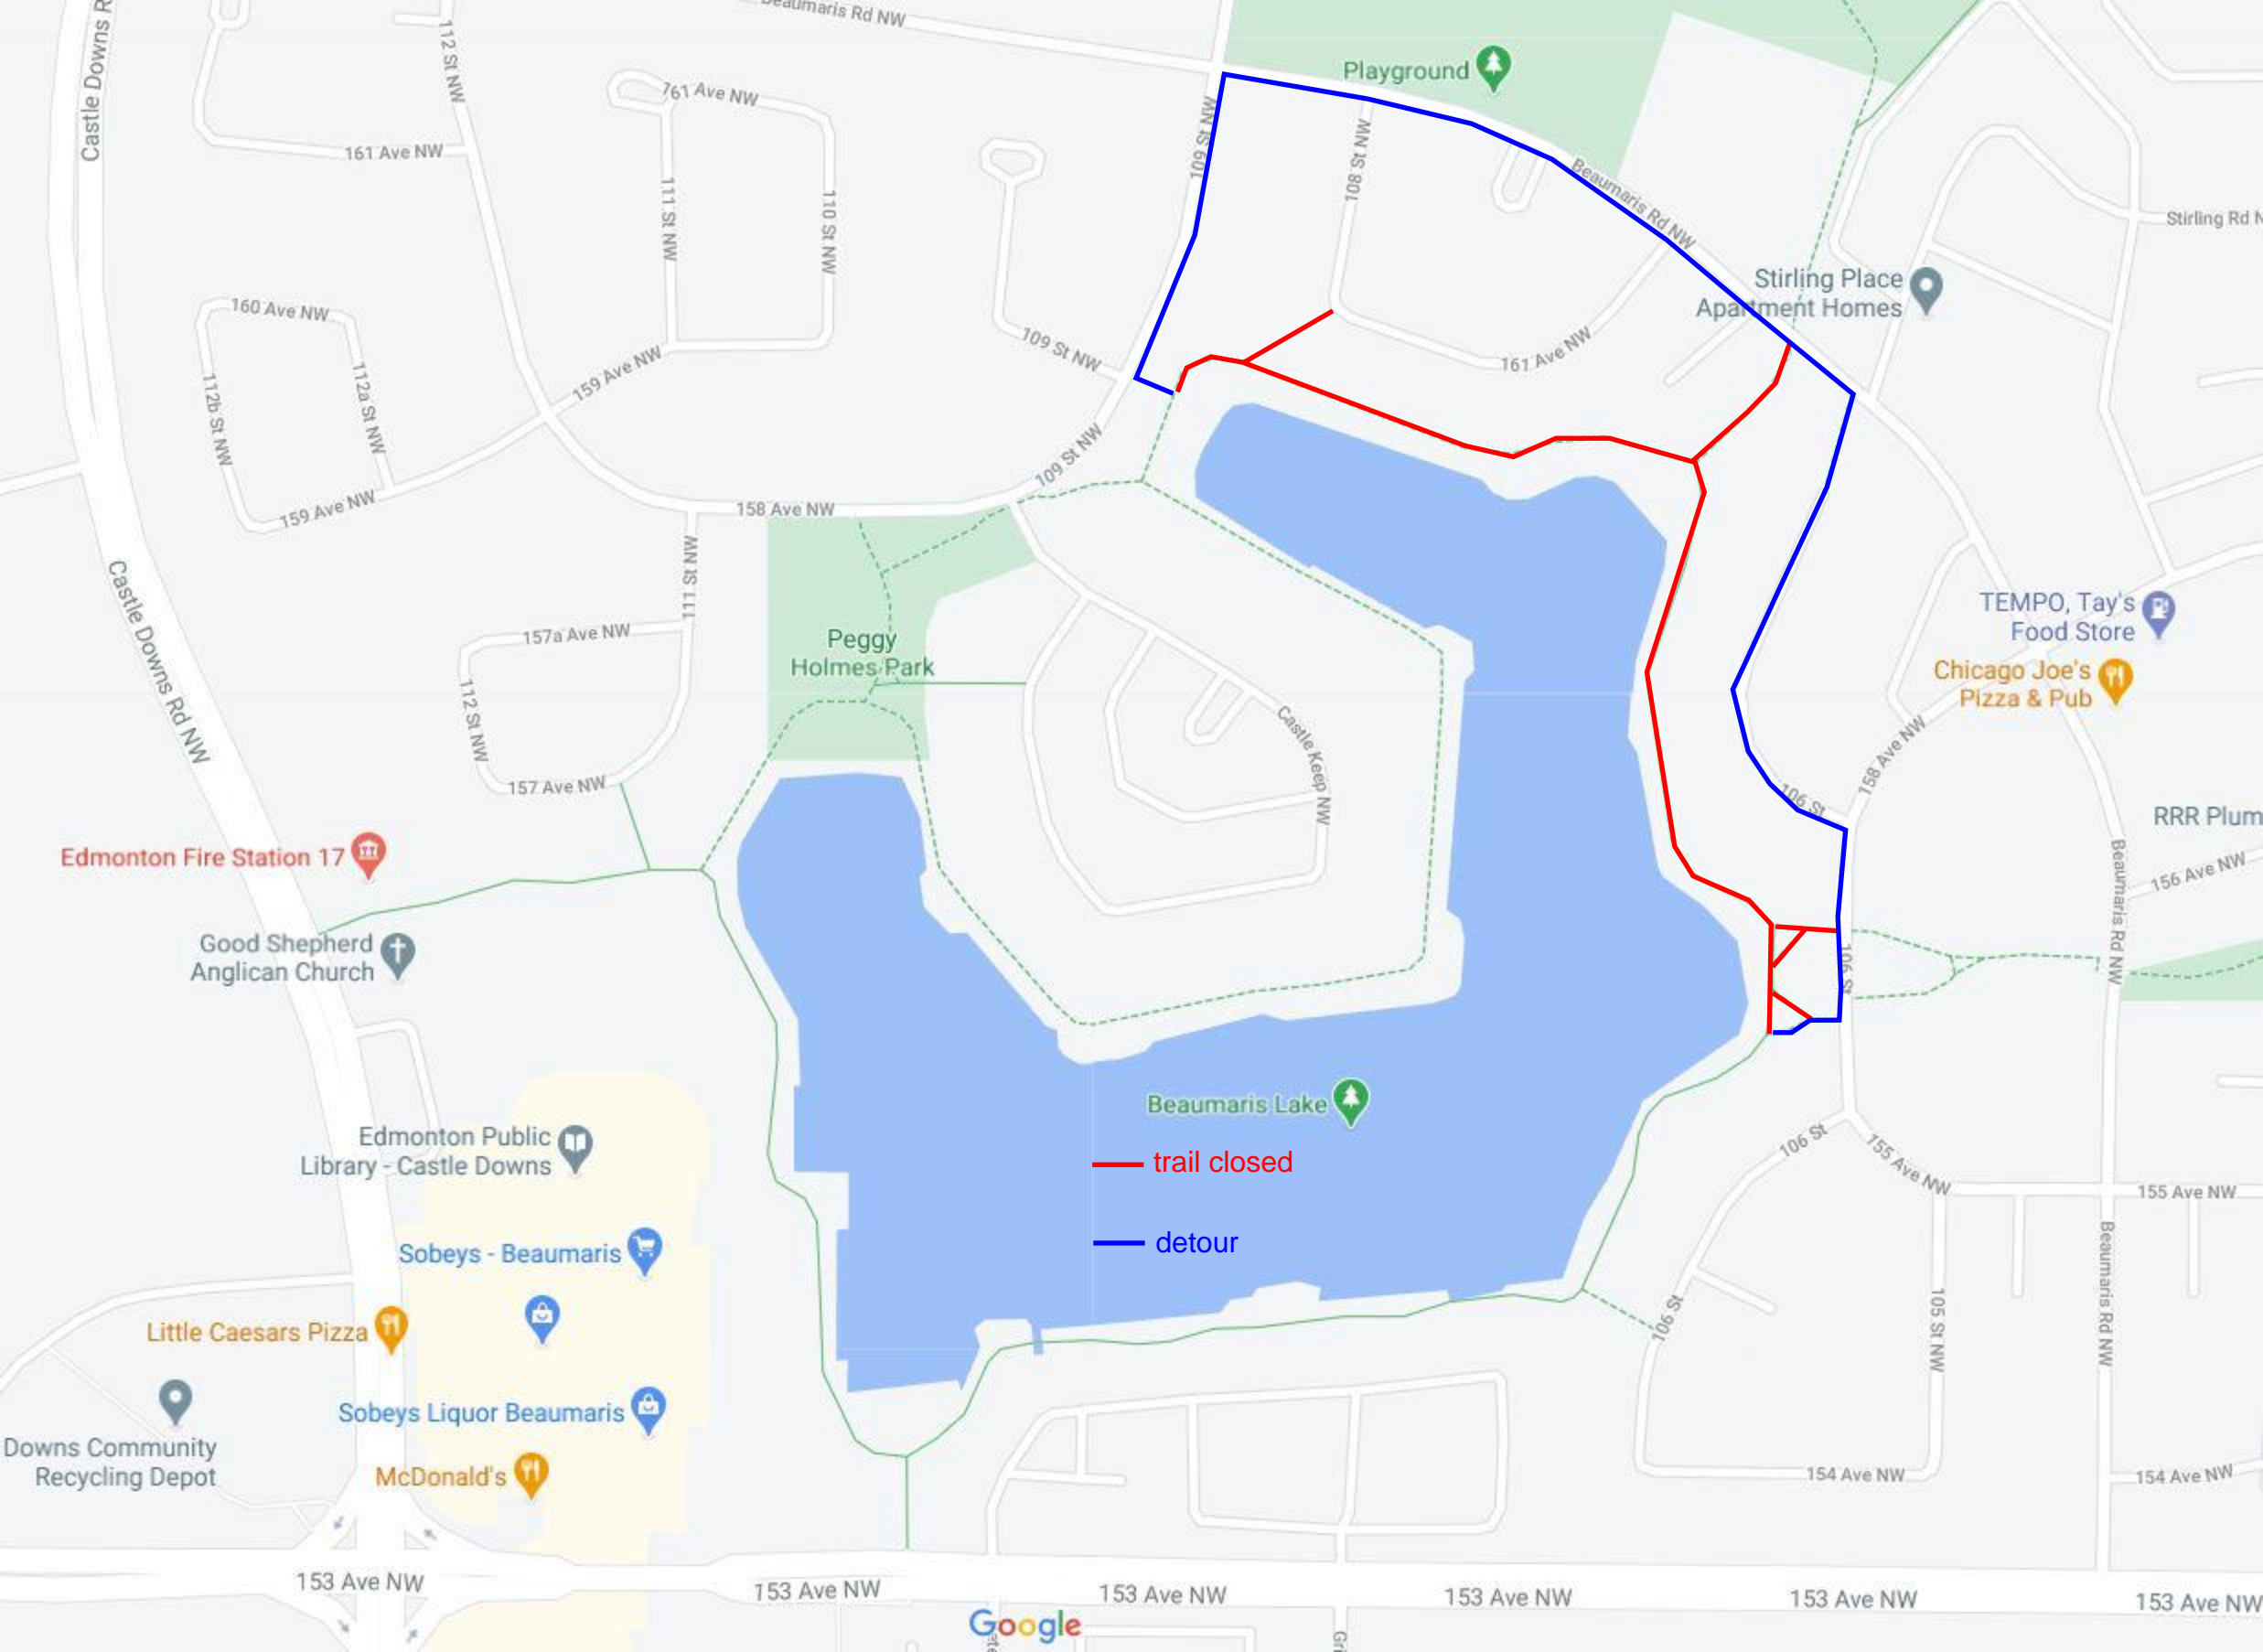 Beaumaris Rd NW
Castle Downs R
112 St NW
Playground
761 Ave NW
109 St NW
108 St NW
161 Ave NW
111 St NW
110 St NW
Beaumaris Rd NW
Stirling Rd N
Stirling Place
Apartment Homes
160 Ave NW
109 St NW
161 Ave NW
159 Ave NW
112b St NW
112a St NW
109 St NW
159 Ave NW
158 Ave NW
111 St NW
Castle Downs Rd NW
TEMPO, Tay's
Food Store
157a Ave NW
Peggy
Holmes Park
Chicago Joe's
Pizza & Pub
112 St NW
Castle Keep NW
158 Ave NW
157 Ave NW
106 St
RRR Plum
Edmonton Fire Station 17
Beaumaris Rd NW
156 Ave NW
Good Shepherd
Anglican Church
106 St
Beaumaris Lake
Edmonton Public
Library - Castle Downs
106 St
155 Ave NW
trail closed
155 Ave NW
detour
Sobeys - Beaumaris
Beaumaris Rd NW
Little Caesars Pizza
106 St
105 St NW
Sobeys Liquor Beaumaris
Downs Community
Recycling Depot
McDonald's
154 Ave NW
154 Ave NW
153 Ave NW
153 Ave NW
153 Ave NW
153 Ave NW
153 Ave NW
153 Ave NW
Google
Gri